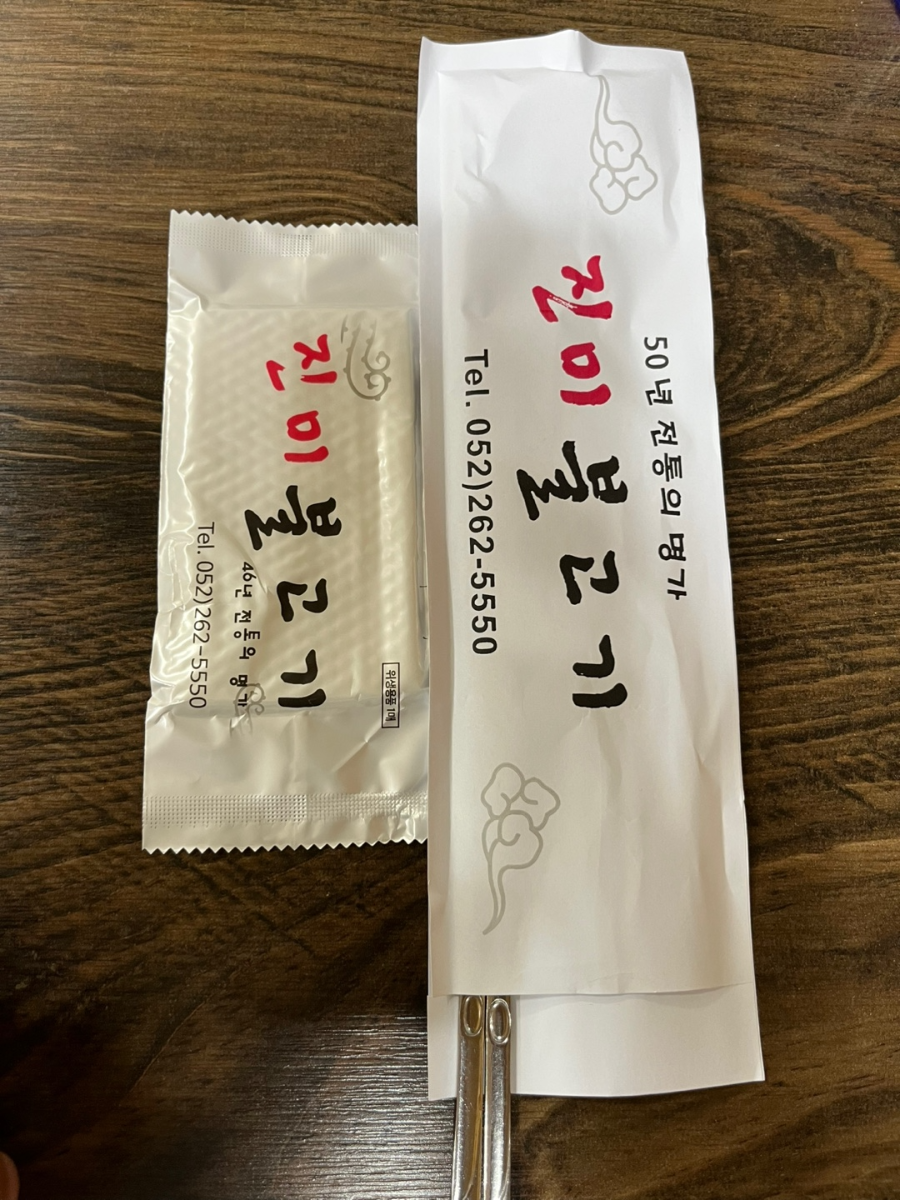 진미불고기
46년 전통의 명가
Tel. 052)262-5550
위생용품 1매
50년 전통의 명가
진미불고기
Tel. 052)262-5550